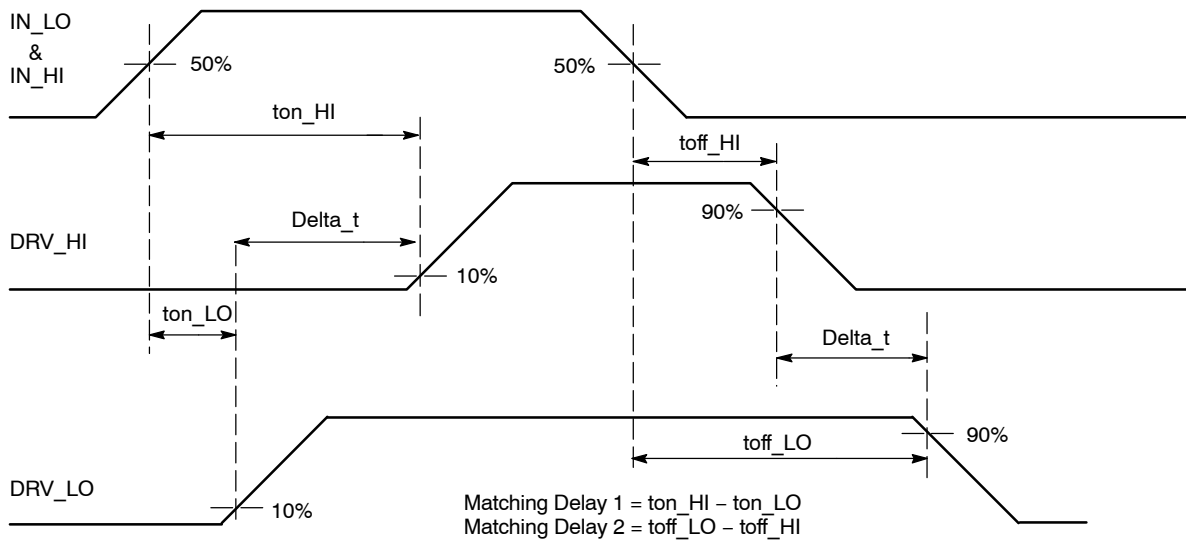 IN_LO
&
IN_HI
50%
50%
ton_HI
toff_HI
90%
Delta_t
DRV_HI
10%
ton_LO
Delta_t
toff_LO
90%
DRV_LO
10%
Matching Delay 1 = ton_HI − ton_LO
Matching Delay 2 = toff_LO − toff_HI